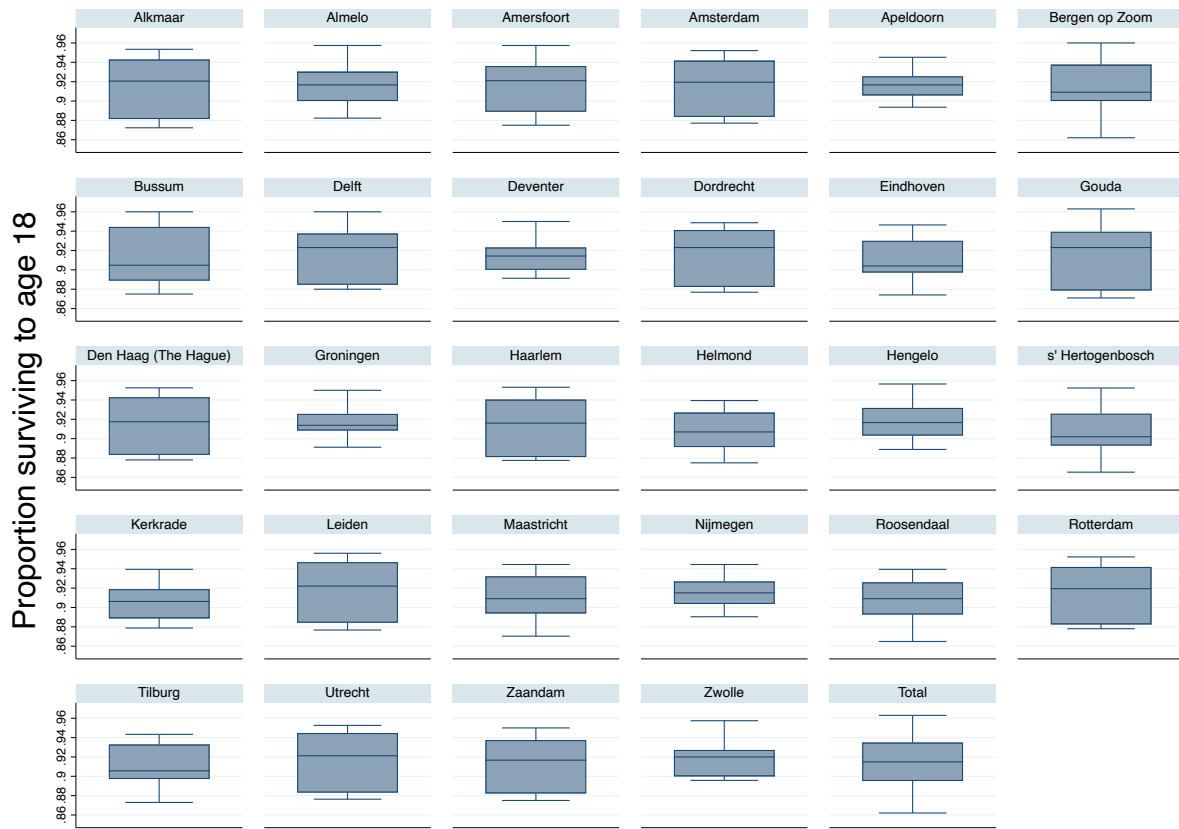 Proportion surviving to age 18
Alkmaar Almelo Amersfoort Amsterdam Apeldoorn Bergen op Zoom
.86 .88 .9 .92 .94 .96
Bussum Delft Deventer Dordrecht Eindhoven Gouda
.86 .88 .9 .92 .94 .96
Den Haag (The Hague) Groningen Haarlem Helmond Hengelo s' Hertogenbosch
.86 .88 .9 .92 .94 .96
Kerkrade Leiden Maastricht Nijmegen Roosendaal Rotterdam
.86 .88 .9 .92 .94 .96
Tilburg Utrecht Zaandam Zwolle Total
.86 .88 .9 .92 .94 .96